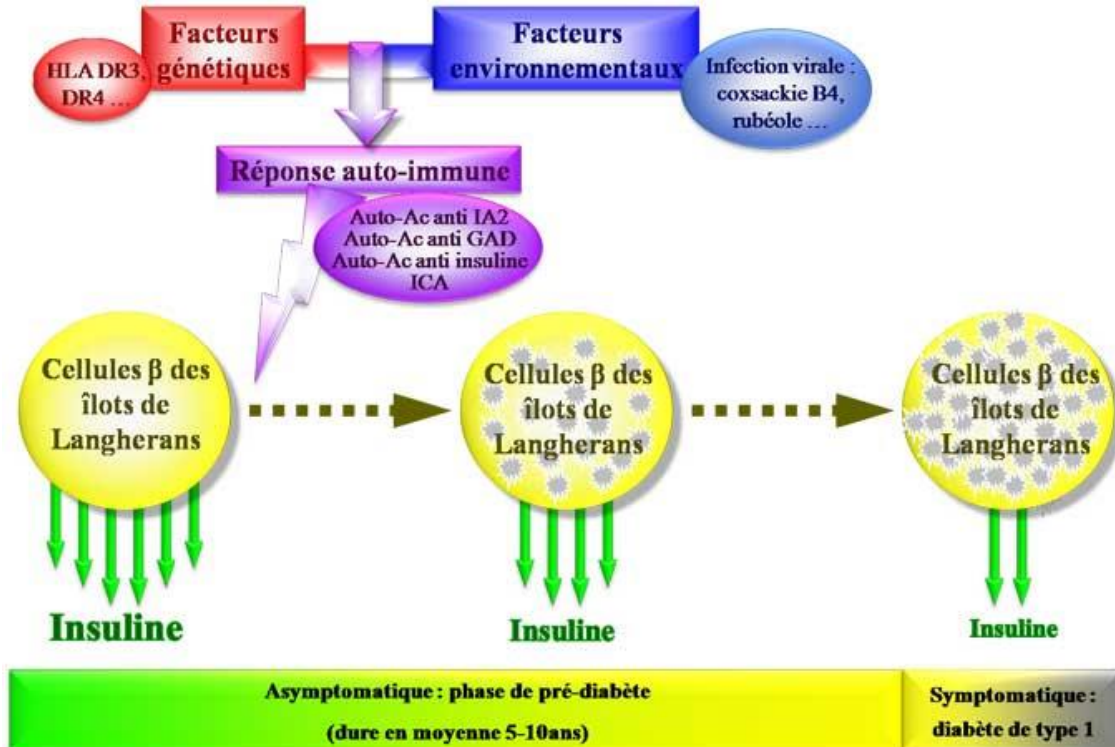 Facteurs
génétiques
HLA DR3,
DR4 ...
Facteurs
environnementaux
Infection virale :
coxsackie B4,
rubéole ...
Réponse auto-immune
Auto-Ac anti IA2
Auto-Ac anti GAD
Auto-Ac anti insuline
ICA
Cellules β des
îlots de
Langherans
Cellules β des
îlots de
Langherans
Cellules β des
îlots de
Langherans
Insuline
Insuline
Insuline
Asymptomatique : phase de pré-diabète
(dure en moyenne 5-10ans)
Symptomatique :
diabète de type 1